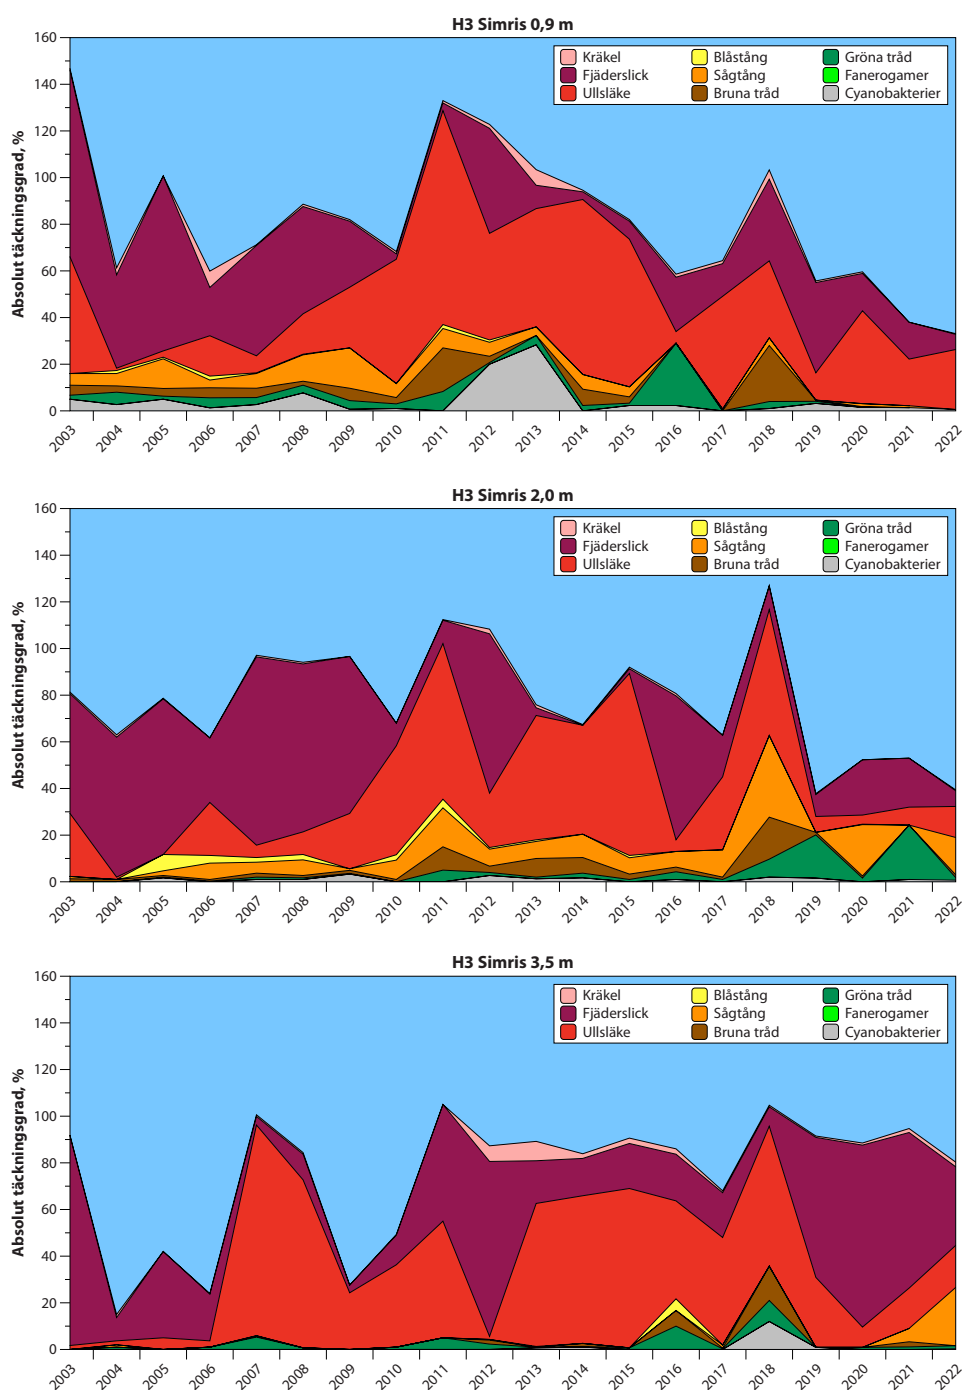 H3 Simris 0,9 m
Absolut täckningsgrad, %
160
140
120
100
80
60
40
20
0
Kräkel Blåstång Gröna tråd
Fjäderslick Sågtång Fanerogamer
Ullsläke Bruna tråd Cyanobakterier
2003 2004 2005 2006 2007 2008 2009 2010 2011 2012 2013 2014 2015 2016 2017 2018 2019 2020 2021 2022
H3 Simris 2,0 m
Absolut täckningsgrad, %
160
140
120
100
80
60
40
20
0
Kräkel Blåstång Gröna tråd
Fjäderslick Sågtång Fanerogamer
Ullsläke Bruna tråd Cyanobakterier
2003 2004 2005 2006 2007 2008 2009 2010 2011 2012 2013 2014 2015 2016 2017 2018 2019 2020 2021 2022
H3 Simris 3,5 m
Absolut täckningsgrad, %
160
140
120
100
80
60
40
20
0
Kräkel Blåstång Gröna tråd
Fjäderslick Sågtång Fanerogamer
Ullsläke Bruna tråd Cyanobakterier
2003 2004 2005 2006 2007 2008 2009 2010 2011 2012 2013 2014 2015 2016 2017 2018 2019 2020 2021 2022